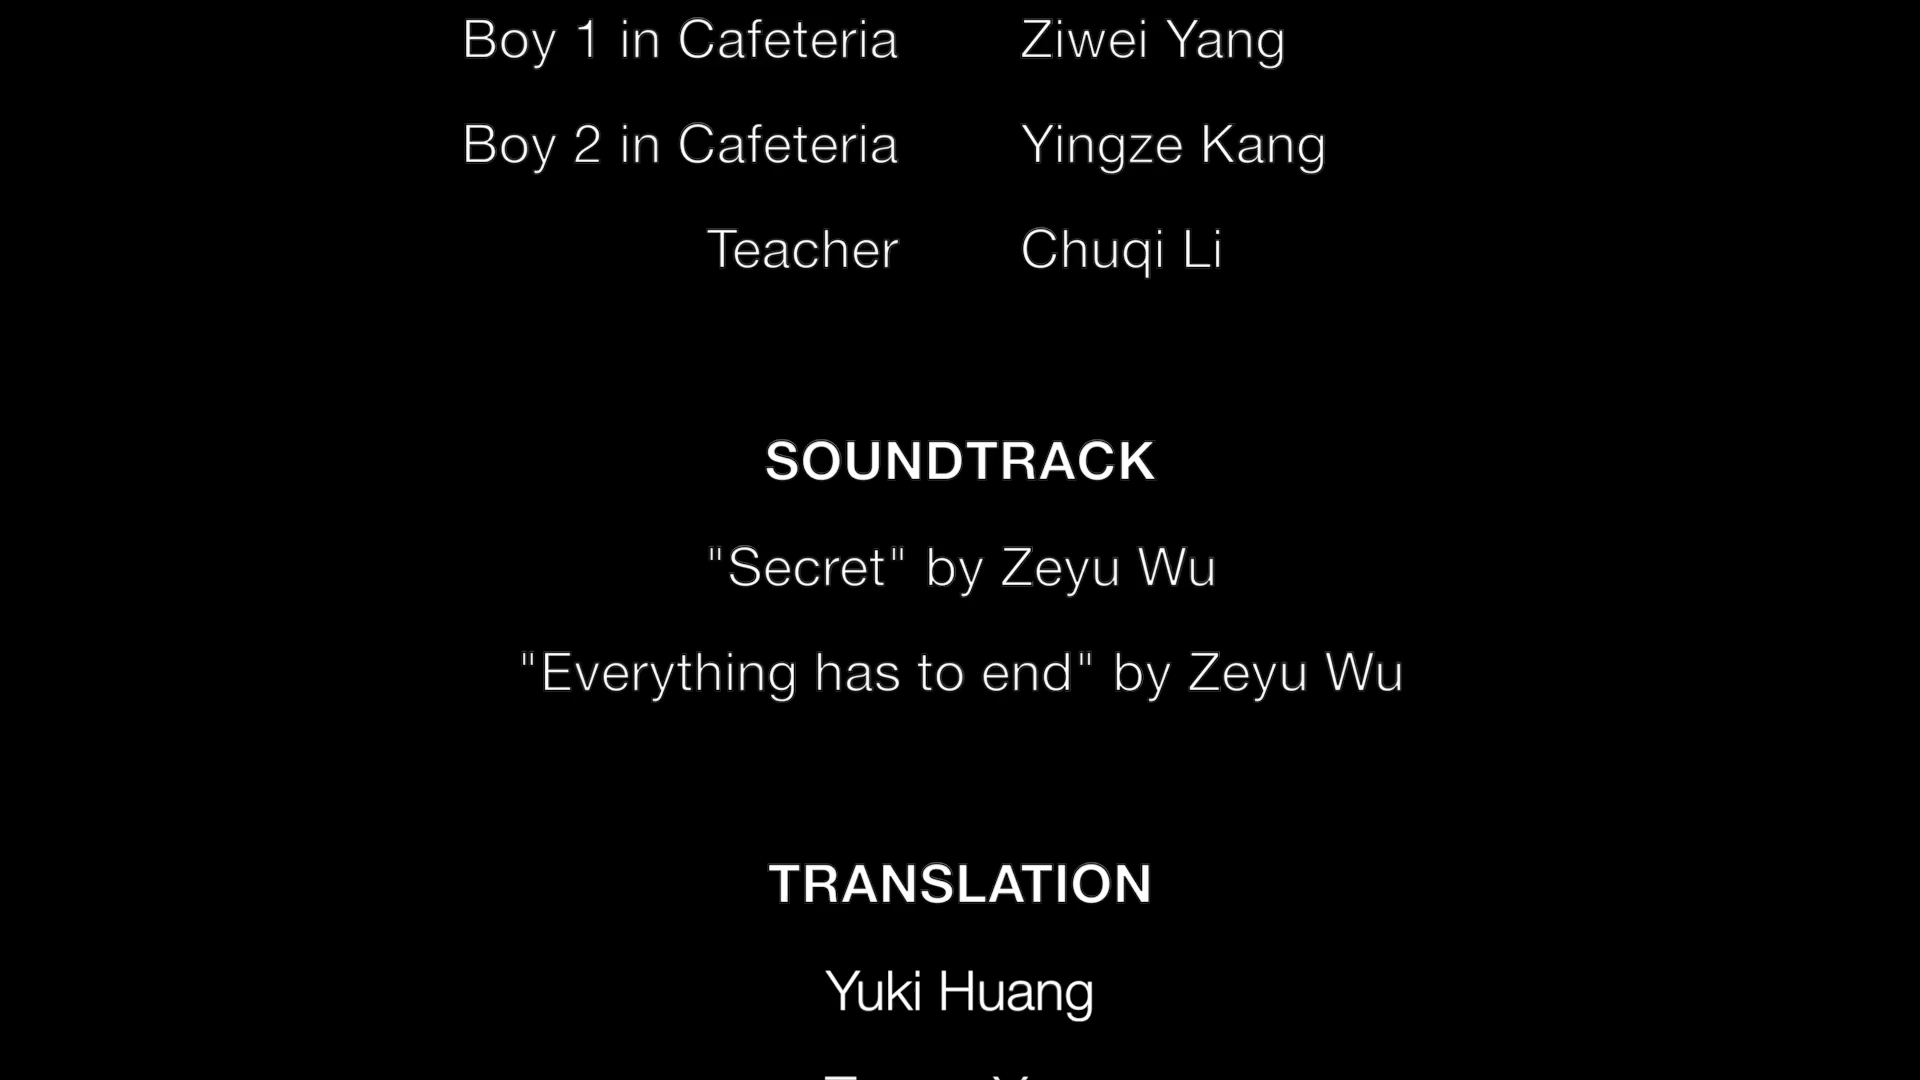 Boy 1 in Cafeteria Ziwei Yang
Boy 2 in Cafeteria Yingze Kang
Teacher Chuqi Li
SOUNDTRACK
"Secret" by Zeyu Wu
"Everything has to end" by Zeyu Wu
TRANSLATION
Yuki Huang